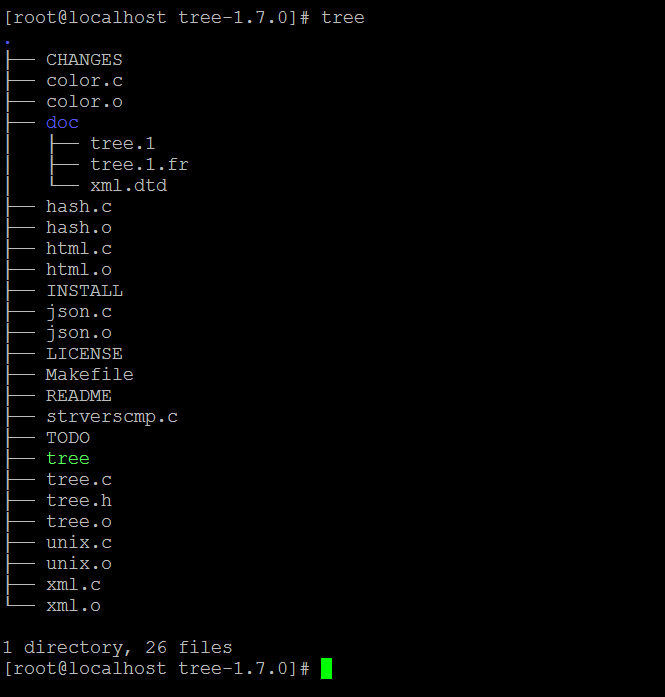 [root@localhost tree-1.7.0]# tree
.
├── CHANGES
├── color.c
├── color.o
├── doc
│   ├── tree.1
│   ├── tree.1.fr
│   └── xml.dtd
├── hash.c
├── hash.o
├── html.c
├── html.o
├── INSTALL
├── json.c
├── json.o
├── LICENSE
├── Makefile
├── README
├── strverscmp.c
├── TODO
├── tree
├── tree.c
├── tree.h
├── tree.o
├── unix.c
├── unix.o
├── xml.c
└── xml.o

1 directory, 26 files
[root@localhost tree-1.7.0]#